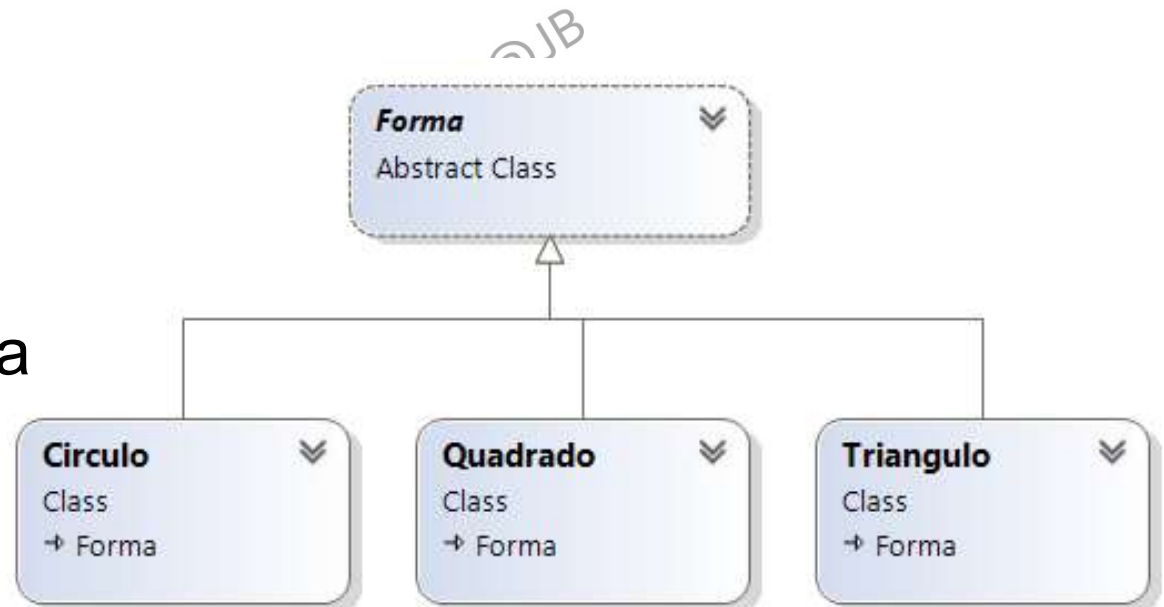 @JB
Forma
Abstract Class
a
Circulo
Class
Forma
Quadrado
Class
Forma
Triangulo
Class
Forma